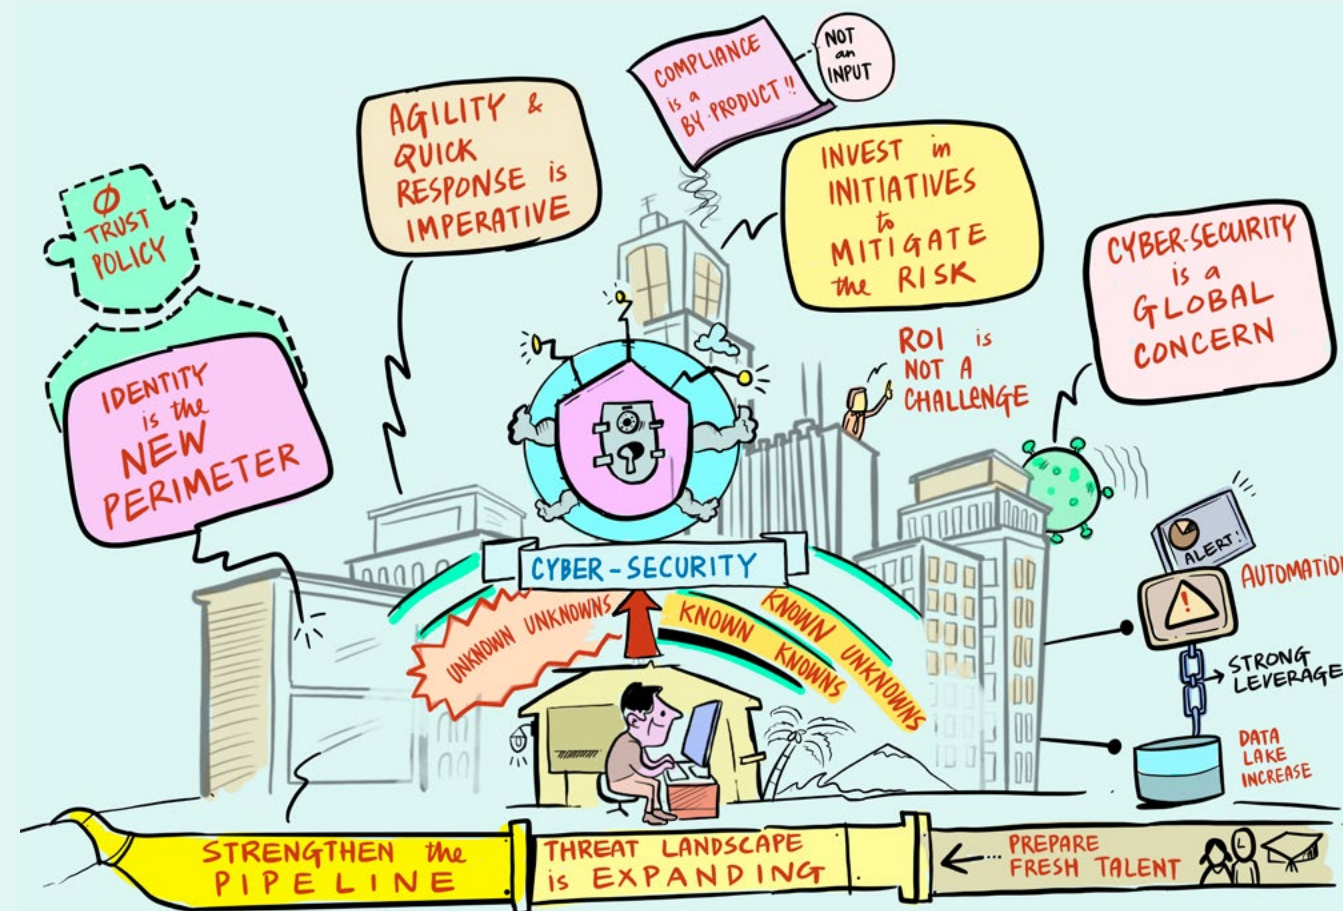 COMPLIANCE
is a
BY-PRODUCT!!
NOT
an
INPUT
AGILITY &
QUICK
RESPONSE is
IMPERATIVE
INVEST in
INITIATIVES
to
MITIGATE
the RISK
Ø
TRUST
POLICY
IDENTITY
is the
NEW
PERIMETER
CYBER-SECURITY
is a
GLOBAL
CONCERN
ROI is
NOT A
CHALLENGE
CYBER-SECURITY
UNKNOWN UNKNOWNS
KNOWN KNOWNS
KNOWN UNKNOWNS
ALERT!
!
STRONG
LEVERAGE
DATA
LAKE
INCREASE
STRENGTHEN the
PIPELINE
THREAT LANDSCAPE
is EXPANDING
PREPARE
FRESH TALENT